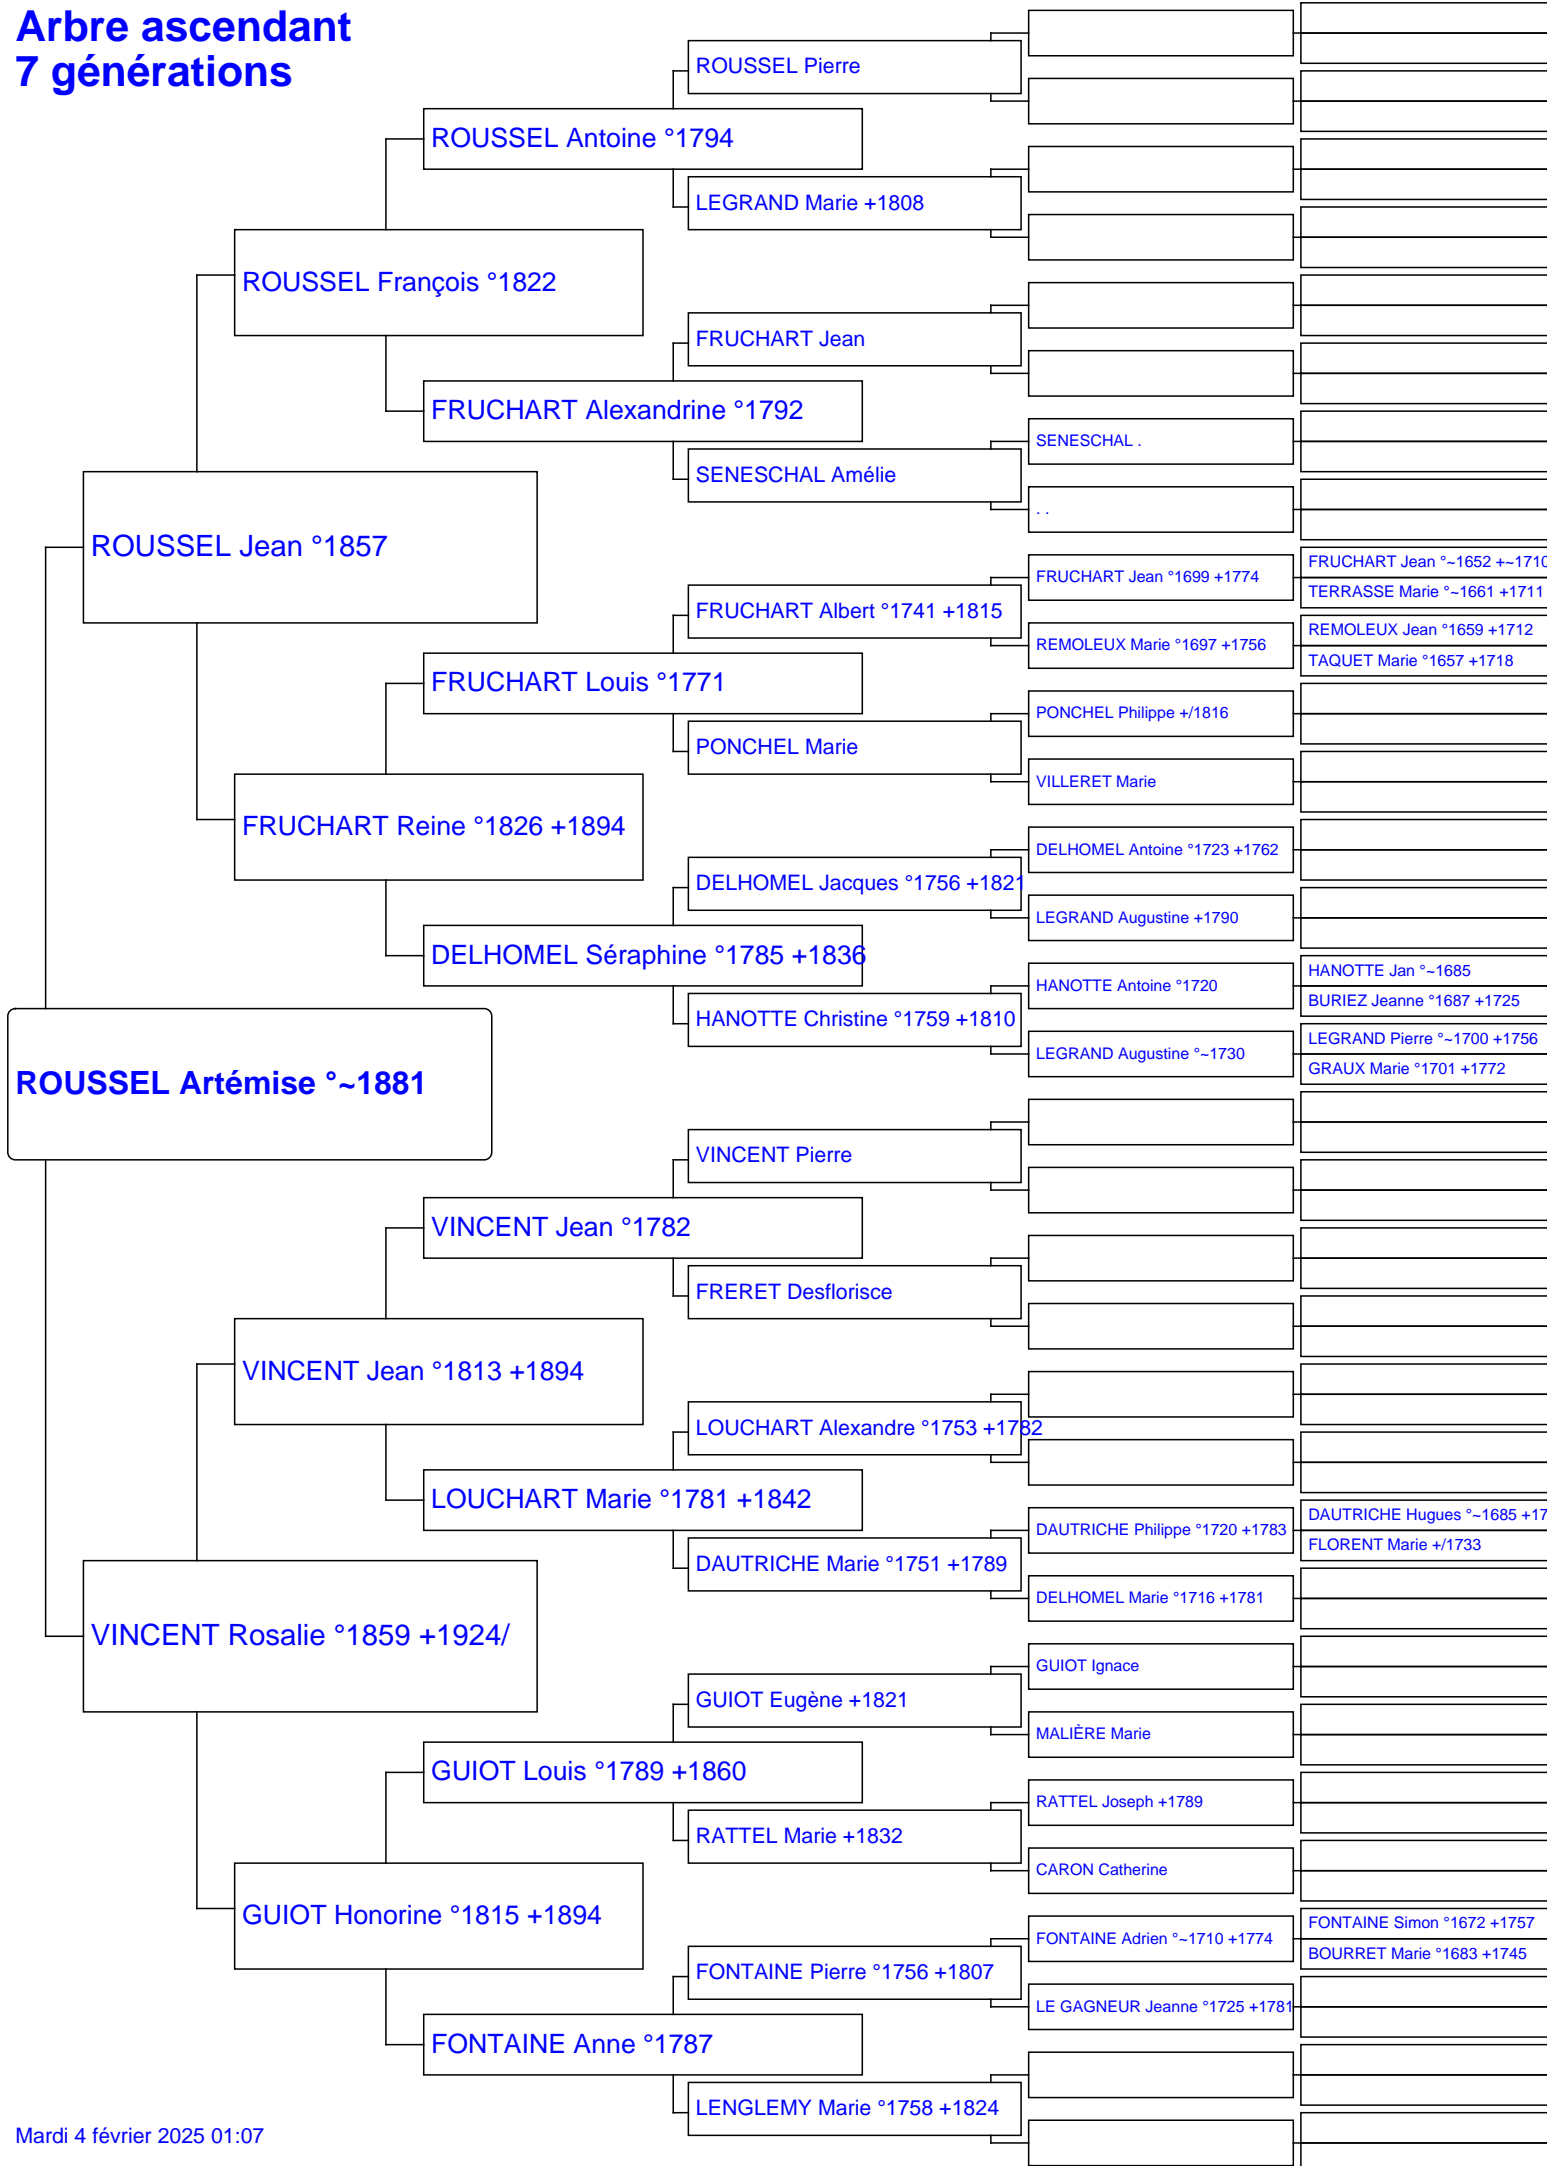 Arbre ascendant
7 générations
ROUSSEL Pierre
ROUSSEL Antoine °1794
LEGRAND Marie +1808
ROUSSEL François °1822
FRUCHART Jean
FRUCHART Alexandrine °1792
SENESCHAL .
SENESCHAL Amélie
. .
ROUSSEL Jean °1857
FRUCHART Jean °~1652 +~1710
FRUCHART Jean °1699 +1774
TERRASSE Marie °~1661 +1711
FRUCHART Albert °1741 +1815
REMOLEUX Jean °1659 +1712
REMOLEUX Marie °1697 +1756
TAQUET Marie °1657 +1718
FRUCHART Louis °1771
PONCHEL Philippe +/1816
PONCHEL Marie
VILLERET Marie
FRUCHART Reine °1826 +1894
DELHOMEL Antoine °1723 +1762
DELHOMEL Jacques °1756 +1821
LEGRAND Augustine +1790
DELHOMEL Séraphine °1785 +1836
HANOTTE Jan °~1685
HANOTTE Antoine °1720
BURIEZ Jeanne °1687 +1725
HANOTTE Christine °1759 +1810
LEGRAND Pierre °~1700 +1756
LEGRAND Augustine °~1730
GRAUX Marie °1701 +1772
ROUSSEL Artémise °~1881
VINCENT Pierre
VINCENT Jean °1782
FRERET Desflorisce
VINCENT Jean °1813 +1894
LOUCHART Alexandre °1753 +1782
LOUCHART Marie °1781 +1842
DAUTRICHE Hugues °~1685 +17
DAUTRICHE Philippe °1720 +1783
FLORENT Marie +/1733
DAUTRICHE Marie °1751 +1789
DELHOMEL Marie °1716 +1781
VINCENT Rosalie °1859 +1924/
GUIOT Ignace
GUIOT Eugène +1821
MALIÈRE Marie
GUIOT Louis °1789 +1860
RATTEL Joseph +1789
RATTEL Marie +1832
CARON Catherine
GUIOT Honorine °1815 +1894
FONTAINE Simon °1672 +1757
FONTAINE Adrien °~1710 +1774
BOURRET Marie °1683 +1745
FONTAINE Pierre °1756 +1807
LE GAGNEUR Jeanne °1725 +1781
FONTAINE Anne °1787
LENGLEMY Marie °1758 +1824
Mardi 4 février 2025 01:07